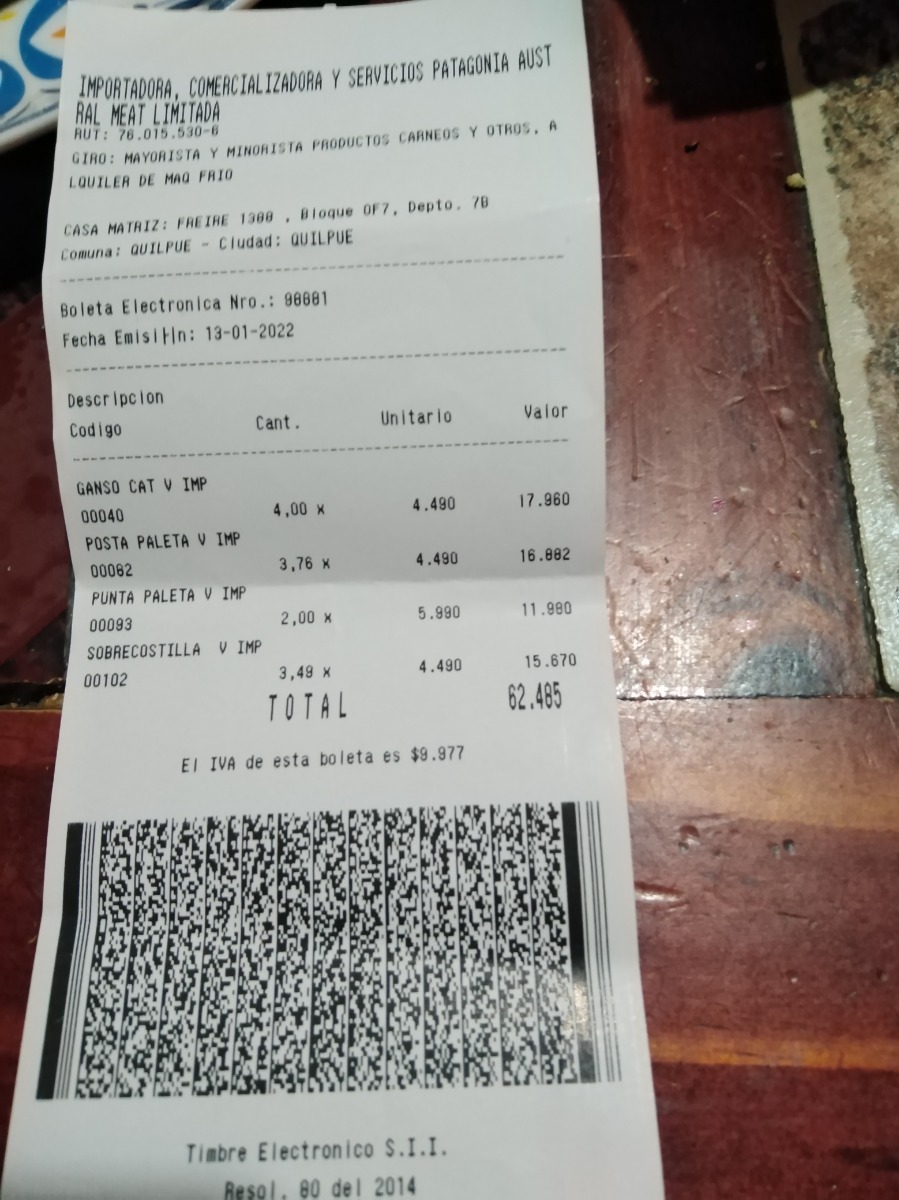 IMPORTADORA, COMERCIALIZADORA Y SERVICIOS PATAGONIA AUST
RAL MEAT LIMITADA
RUT: 76.015.530-6
GIRO: MAYORISTA Y MINORISTA PRODUCTOS CARNEOS Y OTROS, A
LQUILER DE MAQ FRIO
CASA MATRIZ: FREIRE 1300 , Bloque OF7, Depto. 7B
Comuna: QUILPUE - Ciudad: QUILPUE
Boleta Electronica Nro.: 98881
Fecha Emisi├n: 13-01-2022
Descripcion
Codigo Cant. Unitario Valor
GANSO CAT V IMP
00040 4,00 x 4.490 17.960
POSTA PALETA V IMP
00082 3,76 x 4.490 16.882
PUNTA PALETA V IMP
00093 2,00 x 5.990 11.980
SOBRECOSTILLA V IMP
00102 3,49 x 4.490 15.670
TOTAL 62.485
El IVA de esta boleta es $9.977
Timbre Electronico S.I.I.
Resol. 80 del 2014